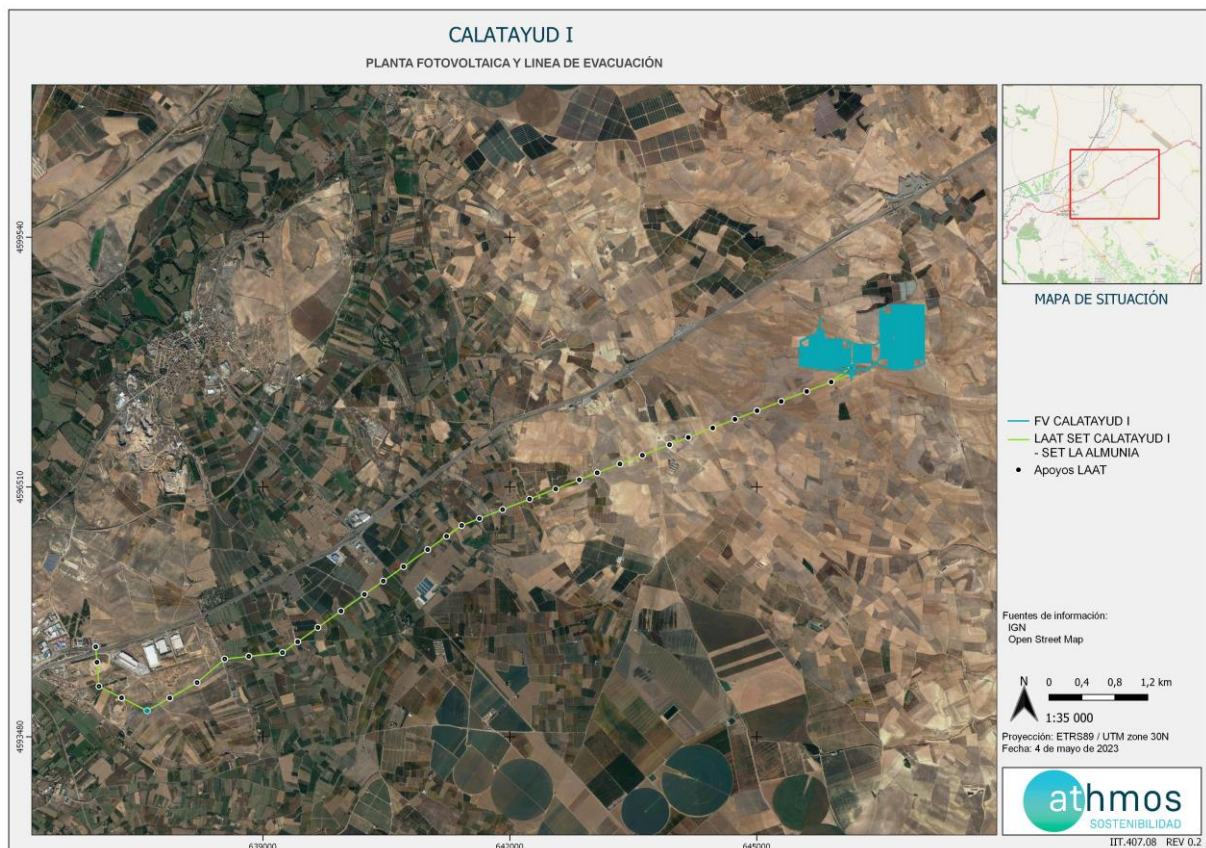 CALATAYUD I
PLANTA FOTOVOLTAICA Y LINEA DE EVACUACIÓN
4599540
4596510
4593480
639000
642000
645000
MAPA DE SITUACIÓN
FV CALATAYUD I
LAAT SET CALATAYUD I
- SET LA ALMUNIA
Apoyos LAAT
Fuentes de información:
IGN
Open Street Map
N
0 0,4 0,8 1,2 km
1:35 000
Proyección: ETRS89 / UTM zone 30N
Fecha: 4 de mayo de 2023
athmos
SOSTENIBILIDAD
IIT.407.08 REV 0.2